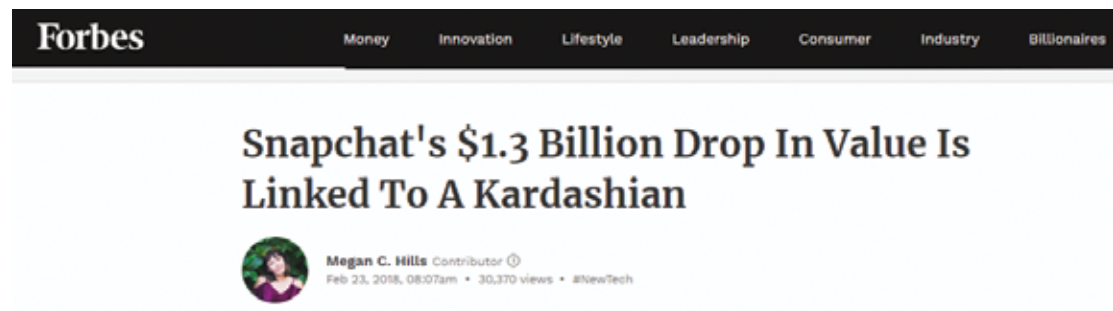 Forbes Money Innovation Lifestyle Leadership Consumer Industry Billionaires
Snapchat's $1.3 Billion Drop In Value Is
Linked To A Kardashian
Megan C. Hills Contributor
Feb 23, 2018, 08:07am • 30,370 views • #NewTech